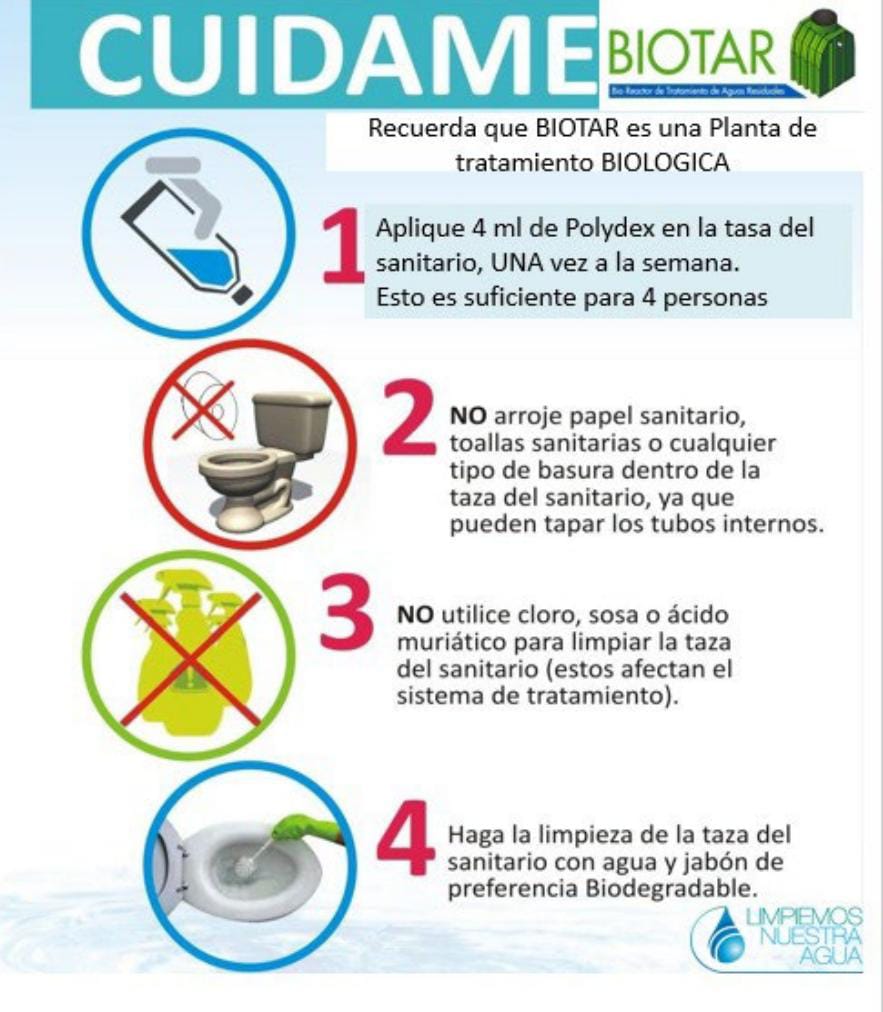 CUIDAME
BIOTAR
Bio Reactor de Tratamiento de Aguas Residuales
Recuerda que BIOTAR es una Planta de
tratamiento BIOLOGICA
1
Aplique 4 ml de Polydex en la tasa del
sanitario, UNA vez a la semana.
Esto es suficiente para 4 personas
2
NO arroje papel sanitario,
toallas sanitarias o cualquier
tipo de basura dentro de la
taza del sanitario, ya que
pueden tapar los tubos internos.
3
NO utilice cloro, sosa o ácido
muriático para limpiar la taza
del sanitario (estos afectan el
sistema de tratamiento).
4
Haga la limpieza de la taza del
sanitario con agua y jabón de
preferencia Biodegradable.
LIMPIEMOS
NUESTRA
AGUA